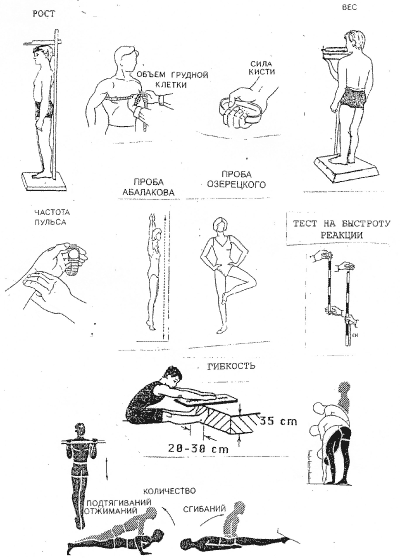 РОСТ
ВЕС
ОБЪЕМ ГРУДНОЙ
КЛЕТКИ
СИЛА
КИСТИ
ПРОБА
АБАЛАКОВА
ПРОБА
ОЗЕРЕЦКОГО
ЧАСТОТА
ПУЛЬСА
ТЕСТ НА БЫСТРОТУ
РЕАКЦИИ
см
ГИБКОСТЬ
35 cm
20-30 cm
КОЛИЧЕСТВО
ПОДТЯГИВАНИЙ
ОТЖИМАНИЙ
СГИБАНИЙ